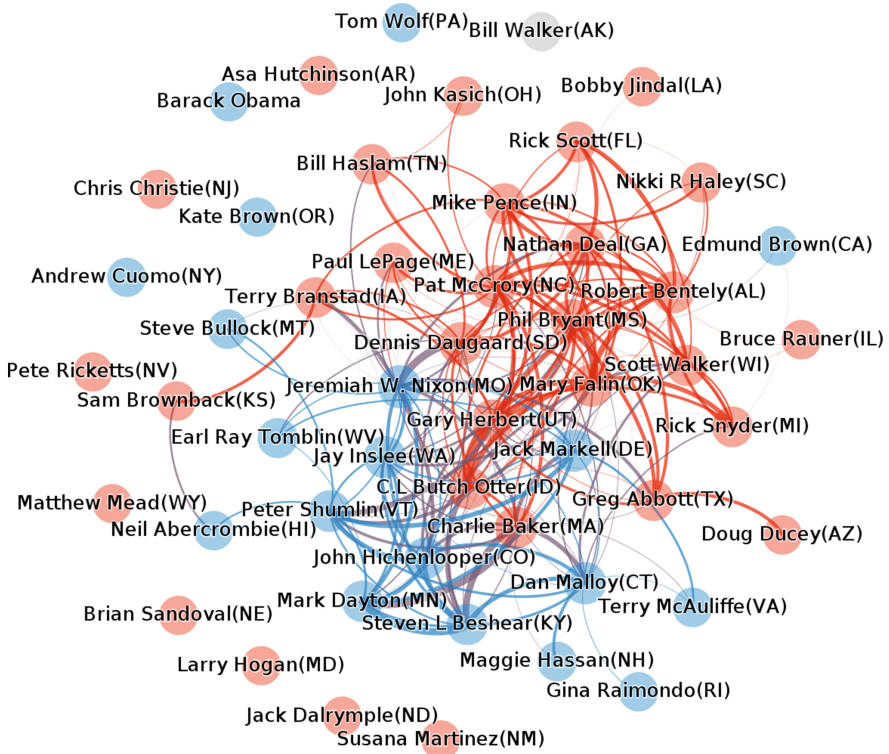 Tom Wolf(PA)
Bill Walker(AK)
Asa Hutchinson(AR)
Barack Obama
John Kasich(OH)
Bobby Jindal(LA)
Rick Scott(FL)
Bill Haslam(TN)
Nikki R Haley(SC)
Chris Christie(NJ)
Mike Pence(IN)
Kate Brown(OR)
Nathan Deal(GA)
Edmund Brown(CA)
Paul LePage(ME)
Andrew Cuomo(NY)
Pat McCrory(NC)
Robert Bentely(AL)
Terry Branstad(IA)
Phil Bryant(MS)
Steve Bullock(MT)
Dennis Daugaard(SD)
Bruce Rauner(IL)
Scott Walker(WI)
Pete Ricketts(NV)
Jeremiah W. Nixon(MO)
Mary Falin(OK)
Sam Brownback(KS)
Gary Herbert(UT)
Rick Snyder(MI)
Earl Ray Tomblin(WV)
Jay Inslee(WA)
Jack Markell(DE)
C.L Butch Otter(ID)
Greg Abbott(TX)
Matthew Mead(WY)
Peter Shumlin(VT)
Neil Abercrombie(HI)
Charlie Baker(MA)
Doug Ducey(AZ)
John Hichenlooper(CO)
Dan Malloy(CT)
Mark Dayton(MN)
Terry McAuliffe(VA)
Brian Sandoval(NE)
Steven L Beshear(KY)
Larry Hogan(MD)
Maggie Hassan(NH)
Gina Raimondo(RI)
Jack Dalrymple(ND)
Susana Martinez(NM)